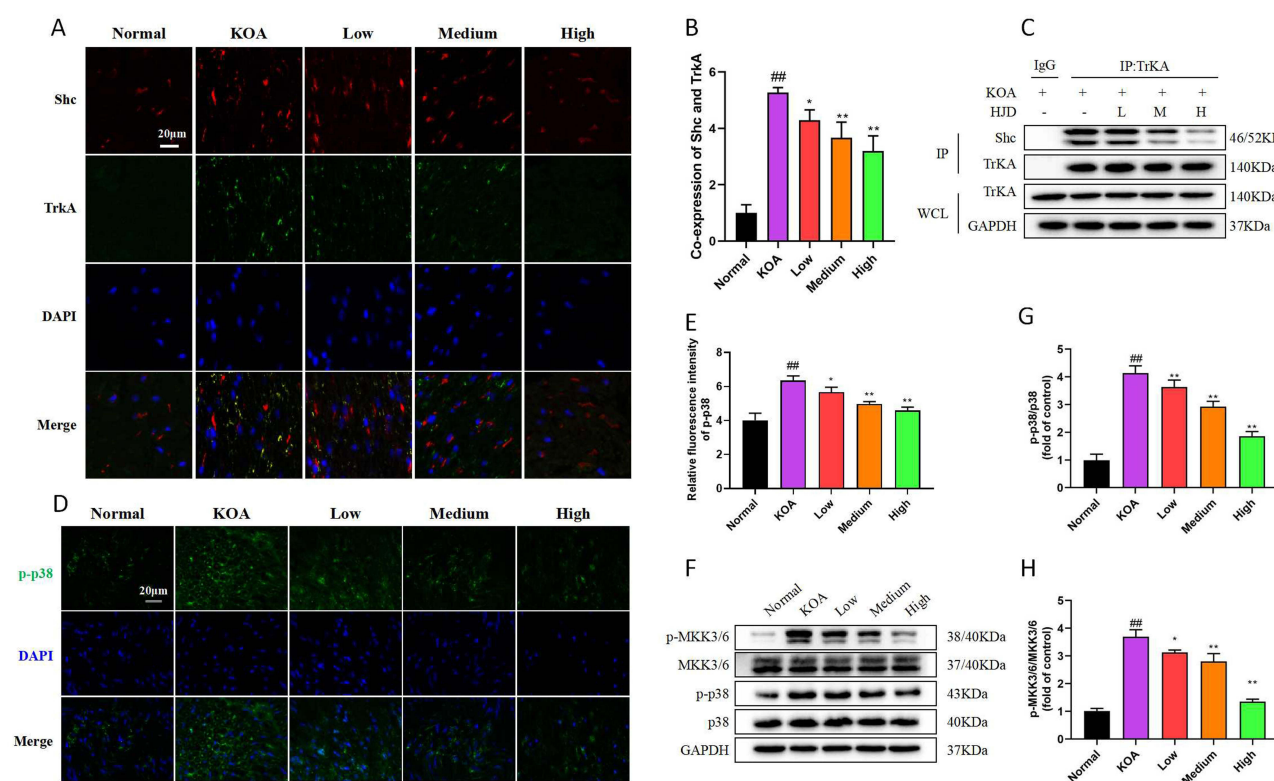 A
Normal KOA Low Medium High
Shc
20μm
TrkA
DAPI
Merge
B
Co-expression of Shc and TrkA
6
4
2
0
##
*
**
**
Normal
KOA
Low
Medium
High
C
IgG IP:TrKA
KOA + + + + +
HJD - - L M H
IP
Shc 46/52K
TrKA 140KDa
WCL
TrKA 140KDa
GAPDH 37KDa
D
Normal KOA Low Medium High
p-p38
20μm
DAPI
Merge
E
Relative fluorescence intensity
of p-p38
8
6
4
2
0
##
*
**
**
Normal
KOA
Low
Medium
High
F
Normal KOA Low Medium High
p-MKK3/6 38/40KDa
MKK3/6 37/40KDa
p-p38 43KDa
p38 40KDa
GAPDH 37KDa
G
p-p38/p38
(fold of control)
5
4
3
2
1
0
##
**
**
**
Normal
KOA
Low
Medium
High
H
p-MKK3/6/MKK3/6
(fold of control)
5
4
3
2
1
0
##
*
**
**
Normal
KOA
Low
Medium
High